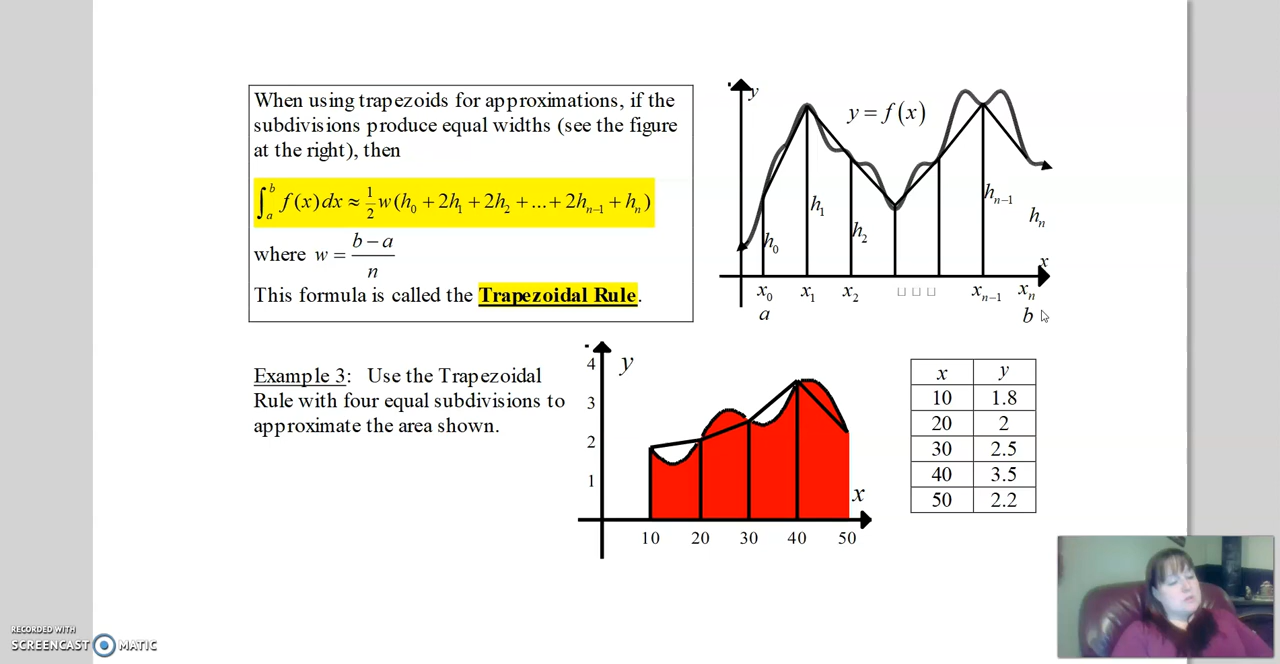 When using trapezoids for approximations, if the
subdivisions produce equal widths (see the figure
at the right), then
∫ₐᵇ f(x)dx ≈ ½w(h₀ + 2h₁ + 2h₂ + ... + 2hₙ₋₁ + hₙ)
where w = (b − a)/n
This formula is called the Trapezoidal Rule.
y
y = f(x)
h₀
h₁
h₂
hₙ₋₁
hₙ
x
x₀ x₁ x₂ □ □ □ xₙ₋₁ xₙ
a b
Example 3: Use the Trapezoidal
Rule with four equal subdivisions to
approximate the area shown.
y
4
3
2
1
x
10 20 30 40 50
x y
10 1.8
20 2
30 2.5
40 3.5
50 2.2
RECORDED WITH
SCREENCAST MATIC